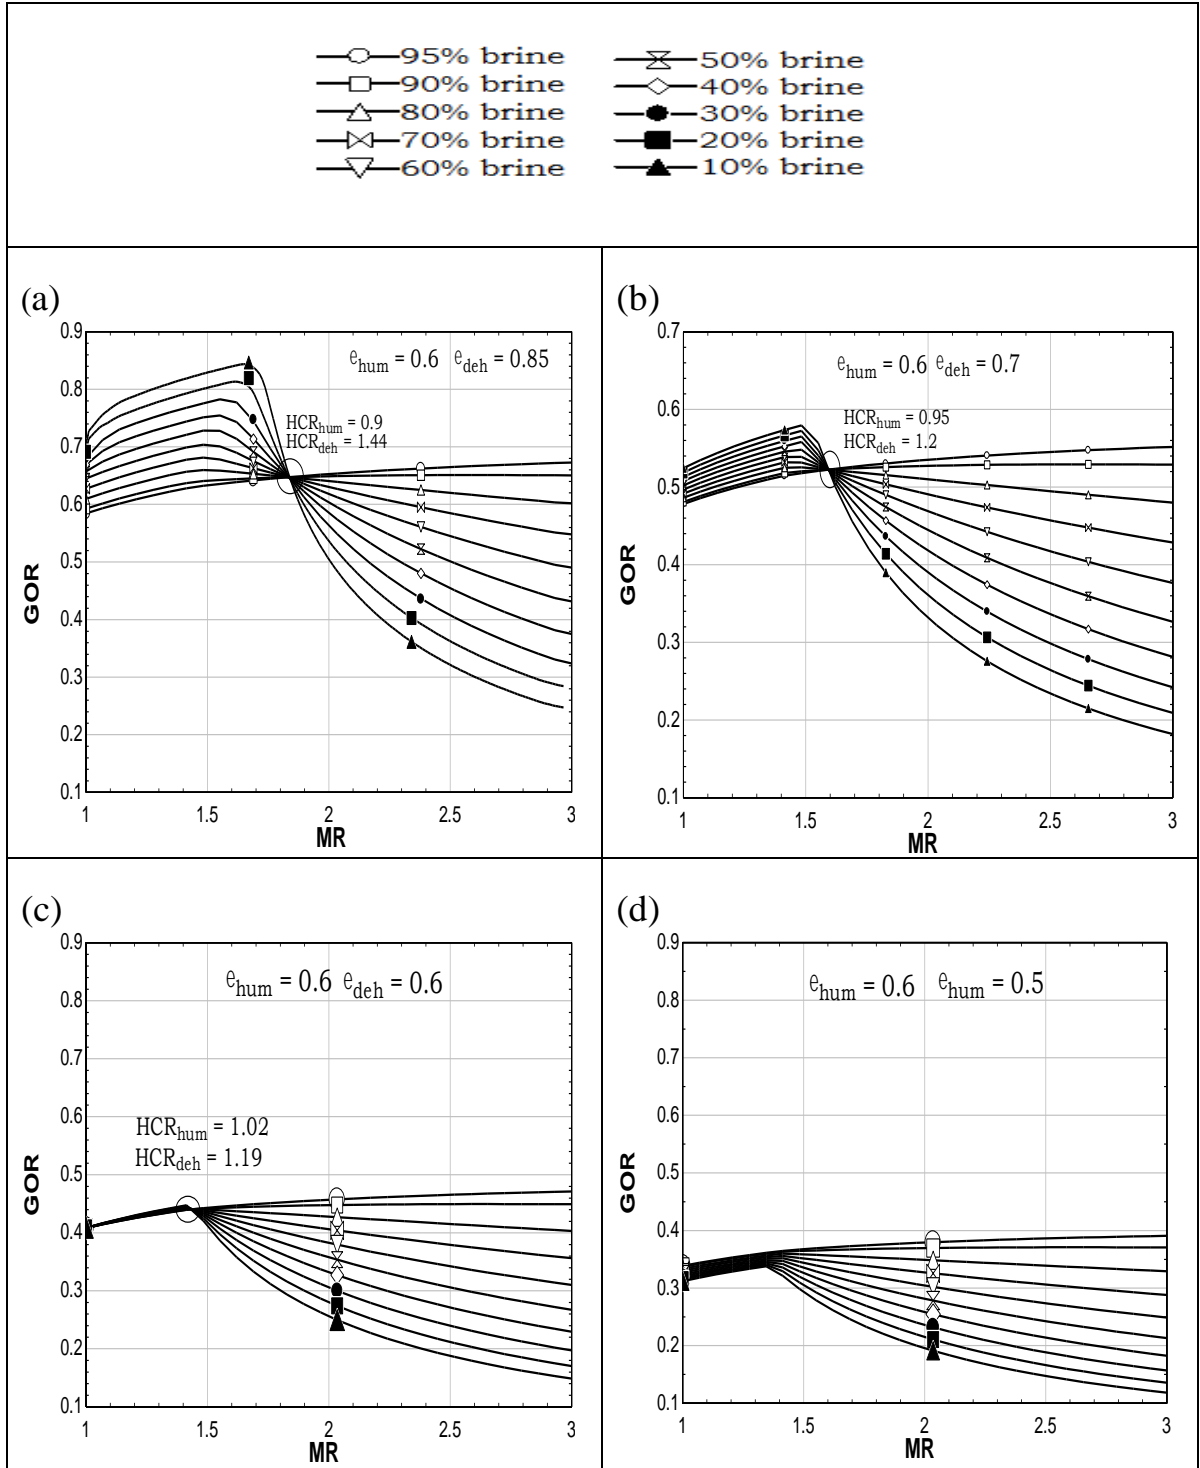 95% brine
90% brine
80% brine
70% brine
60% brine
50% brine
40% brine
30% brine
20% brine
10% brine
(a)
0.9
0.8
0.7
0.6
0.5
0.4
0.3
0.2
0.1
GOR
e_hum = 0.6 e_deh = 0.85
HCR_hum = 0.9
HCR_deh = 1.44
1 1.5 2 2.5 3
MR
(b)
0.7
0.6
0.5
0.4
0.3
0.2
0.1
GOR
e_hum = 0.6 e_deh = 0.7
HCR_hum = 0.95
HCR_deh = 1.2
1 1.5 2 2.5 3
MR
(c)
0.9
0.8
0.7
0.6
0.5
0.4
0.3
0.2
0.1
GOR
e_hum = 0.6 e_deh = 0.6
HCR_hum = 1.02
HCR_deh = 1.19
1 1.5 2 2.5 3
MR
(d)
0.9
0.8
0.7
0.6
0.5
0.4
0.3
0.2
0.1
GOR
e_hum = 0.6 e_hum = 0.5
1 1.5 2 2.5 3
MR